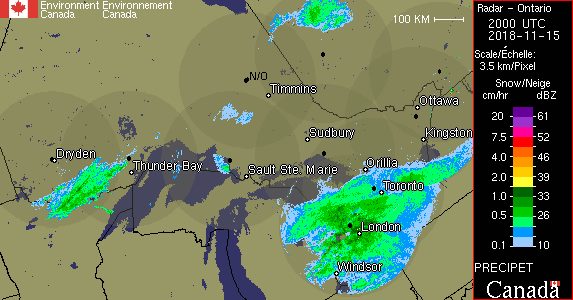 Environment Environnement
Canada Canada
100 KM
N/O
Timmins
Ottawa
Sudbury
Kingston
Dryden
Thunder Bay
Sault Ste. Marie
Orillia
Toronto
London
Windsor
Radar - Ontario
2000 UTC
2018-11-15
Scale/Échelle:
3.5 km/Pixel
Snow/Neige
cm/hr dBZ
20 61
7.5 52
4.0 46
2.0 39
1.0 33
0.5 26
0.1 10
PRECIPET
Canada